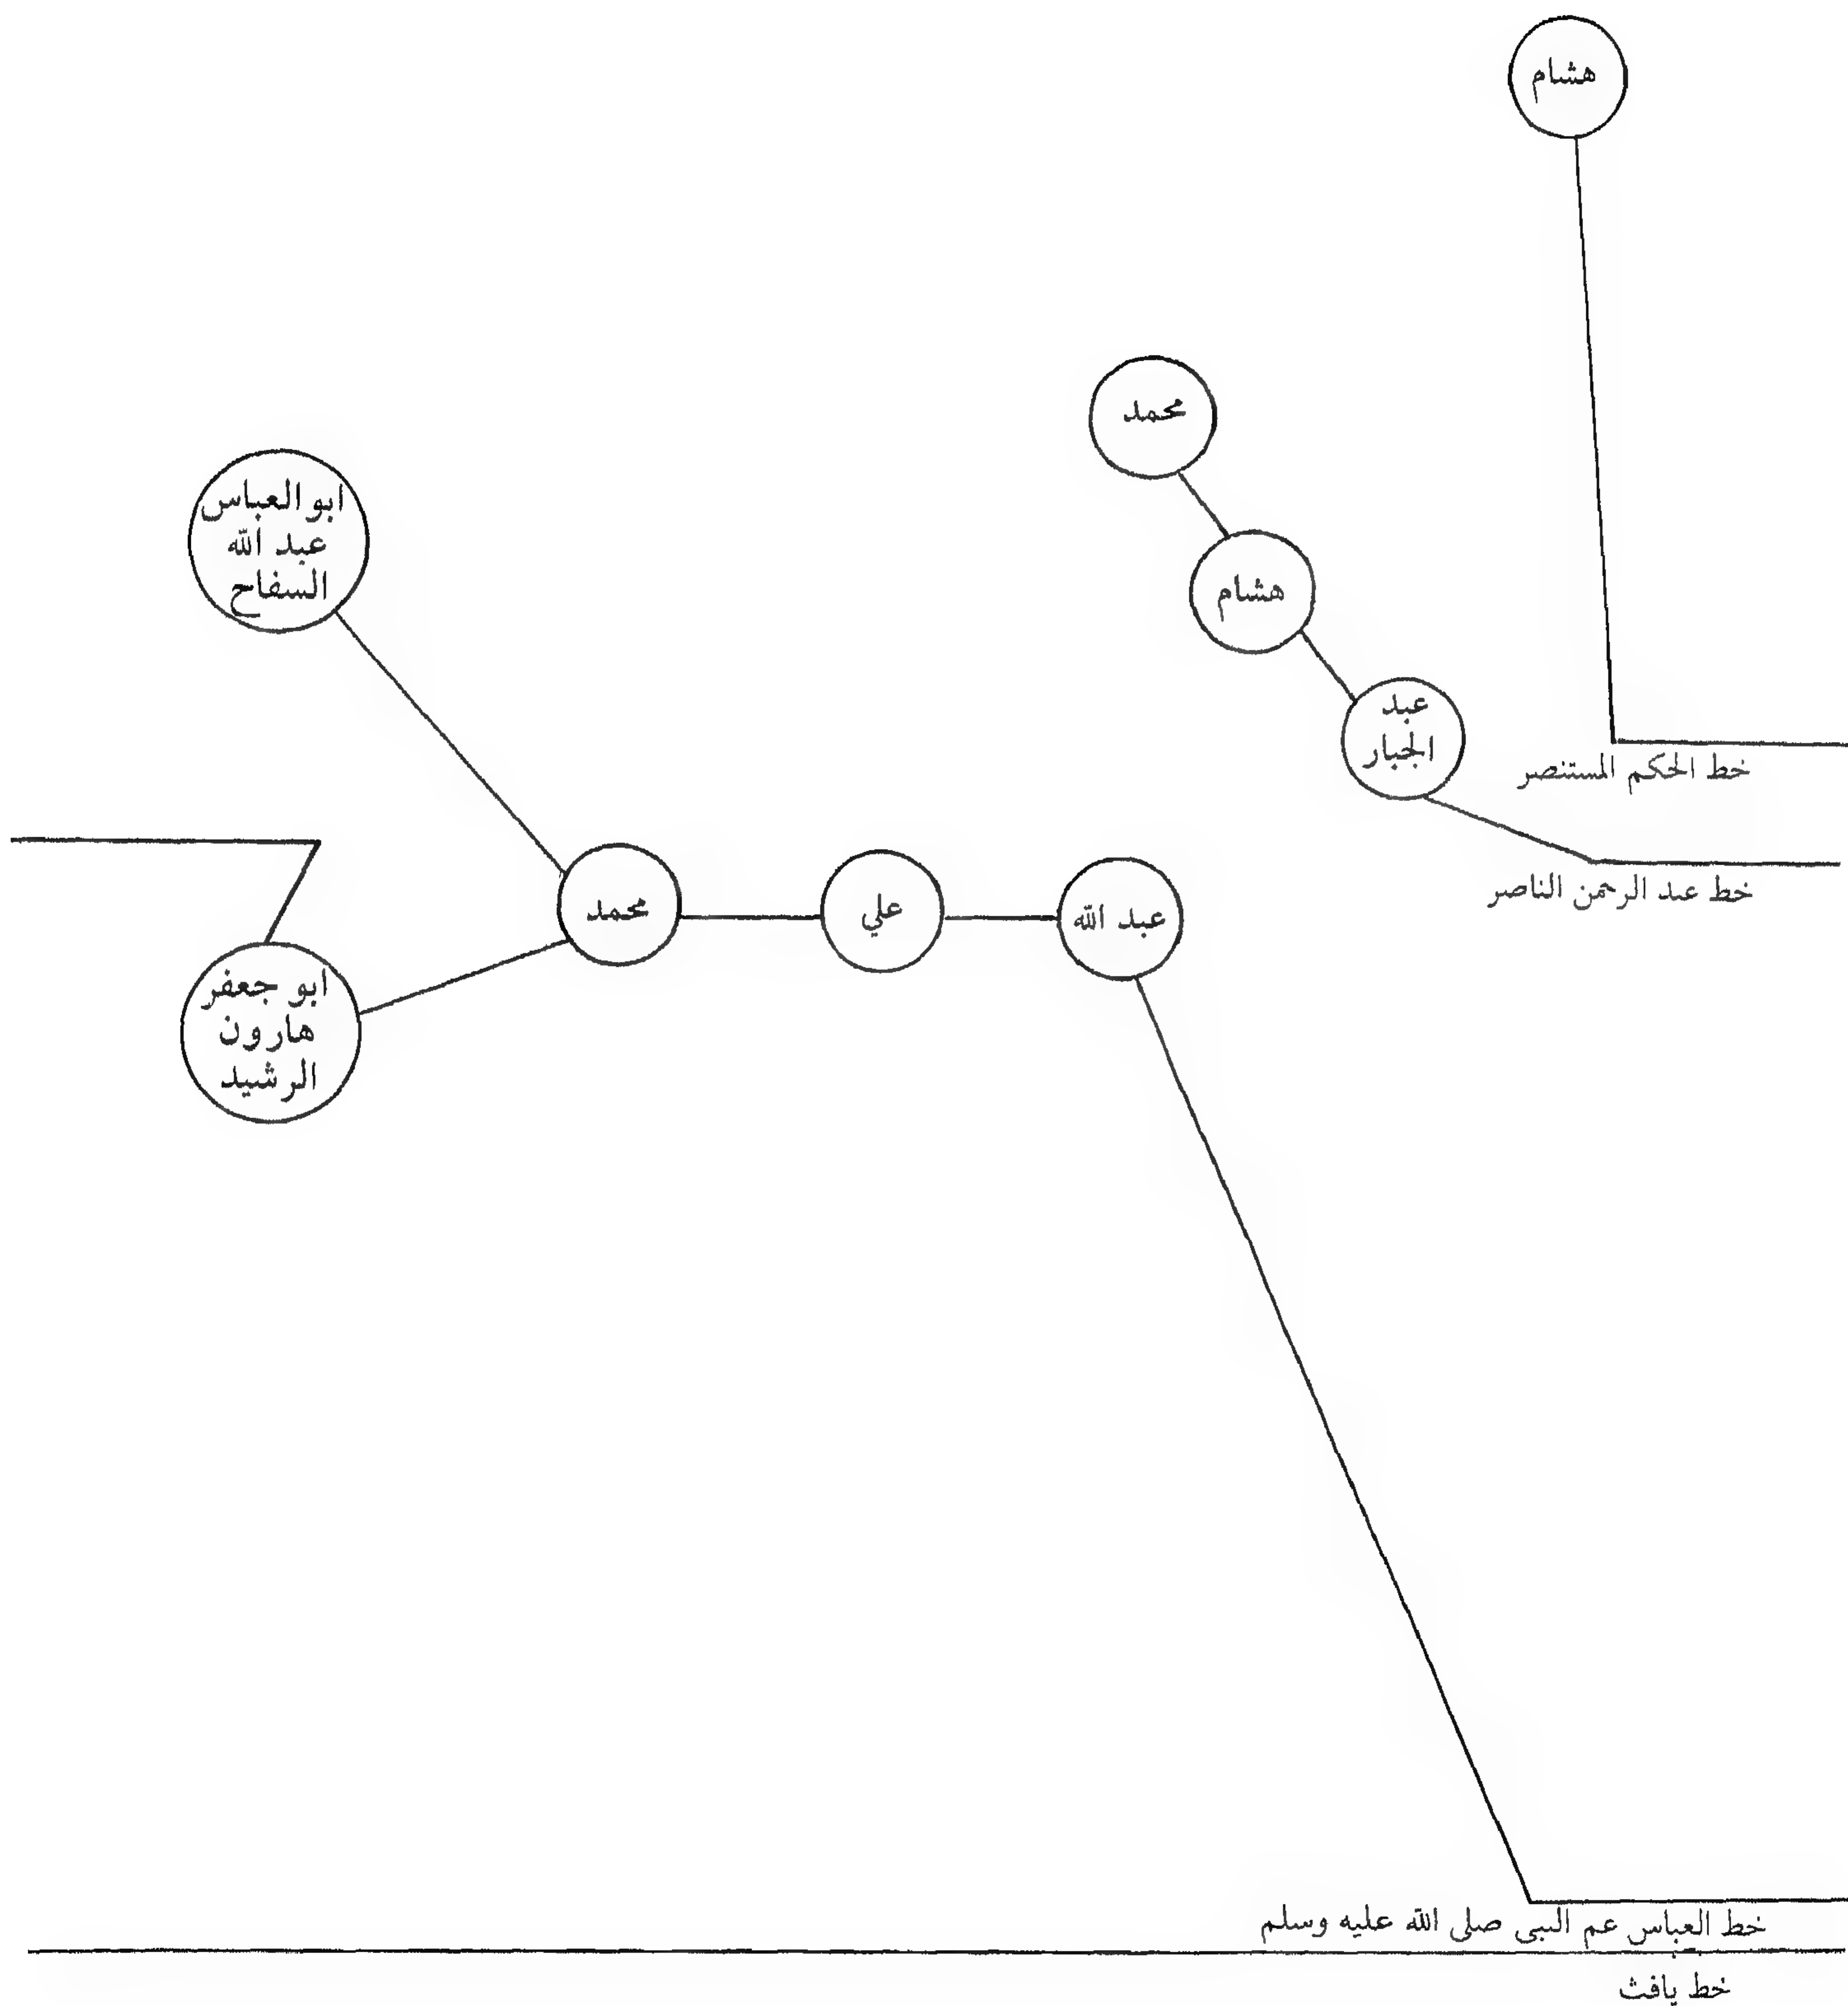 هشام
محمد
هشام
عبد
الجبار
خط الحكم المستنصر
خط عبد الرحمن الناصر
ابو العباس
عبد الله
السفاح
عبد الله
علي
محمد
ابو جعفر
هارون
الرشيد
خط العباس عم النبى صلى الله عليه وسلم
خط يافث